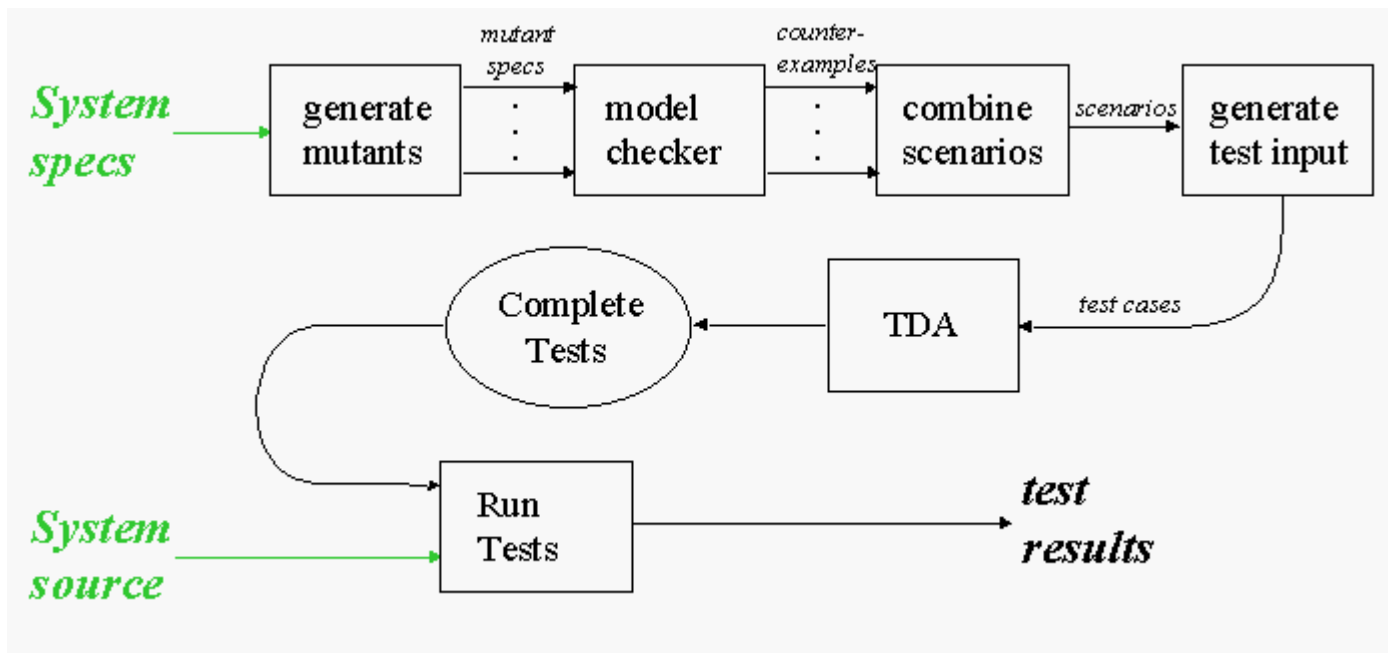 mutant
specs
counter-
examples
System
specs
generate
mutants
model
checker
combine
scenarios
scenarios
generate
test input
Complete
Tests
TDA
test cases
System
source
Run
Tests
test
results